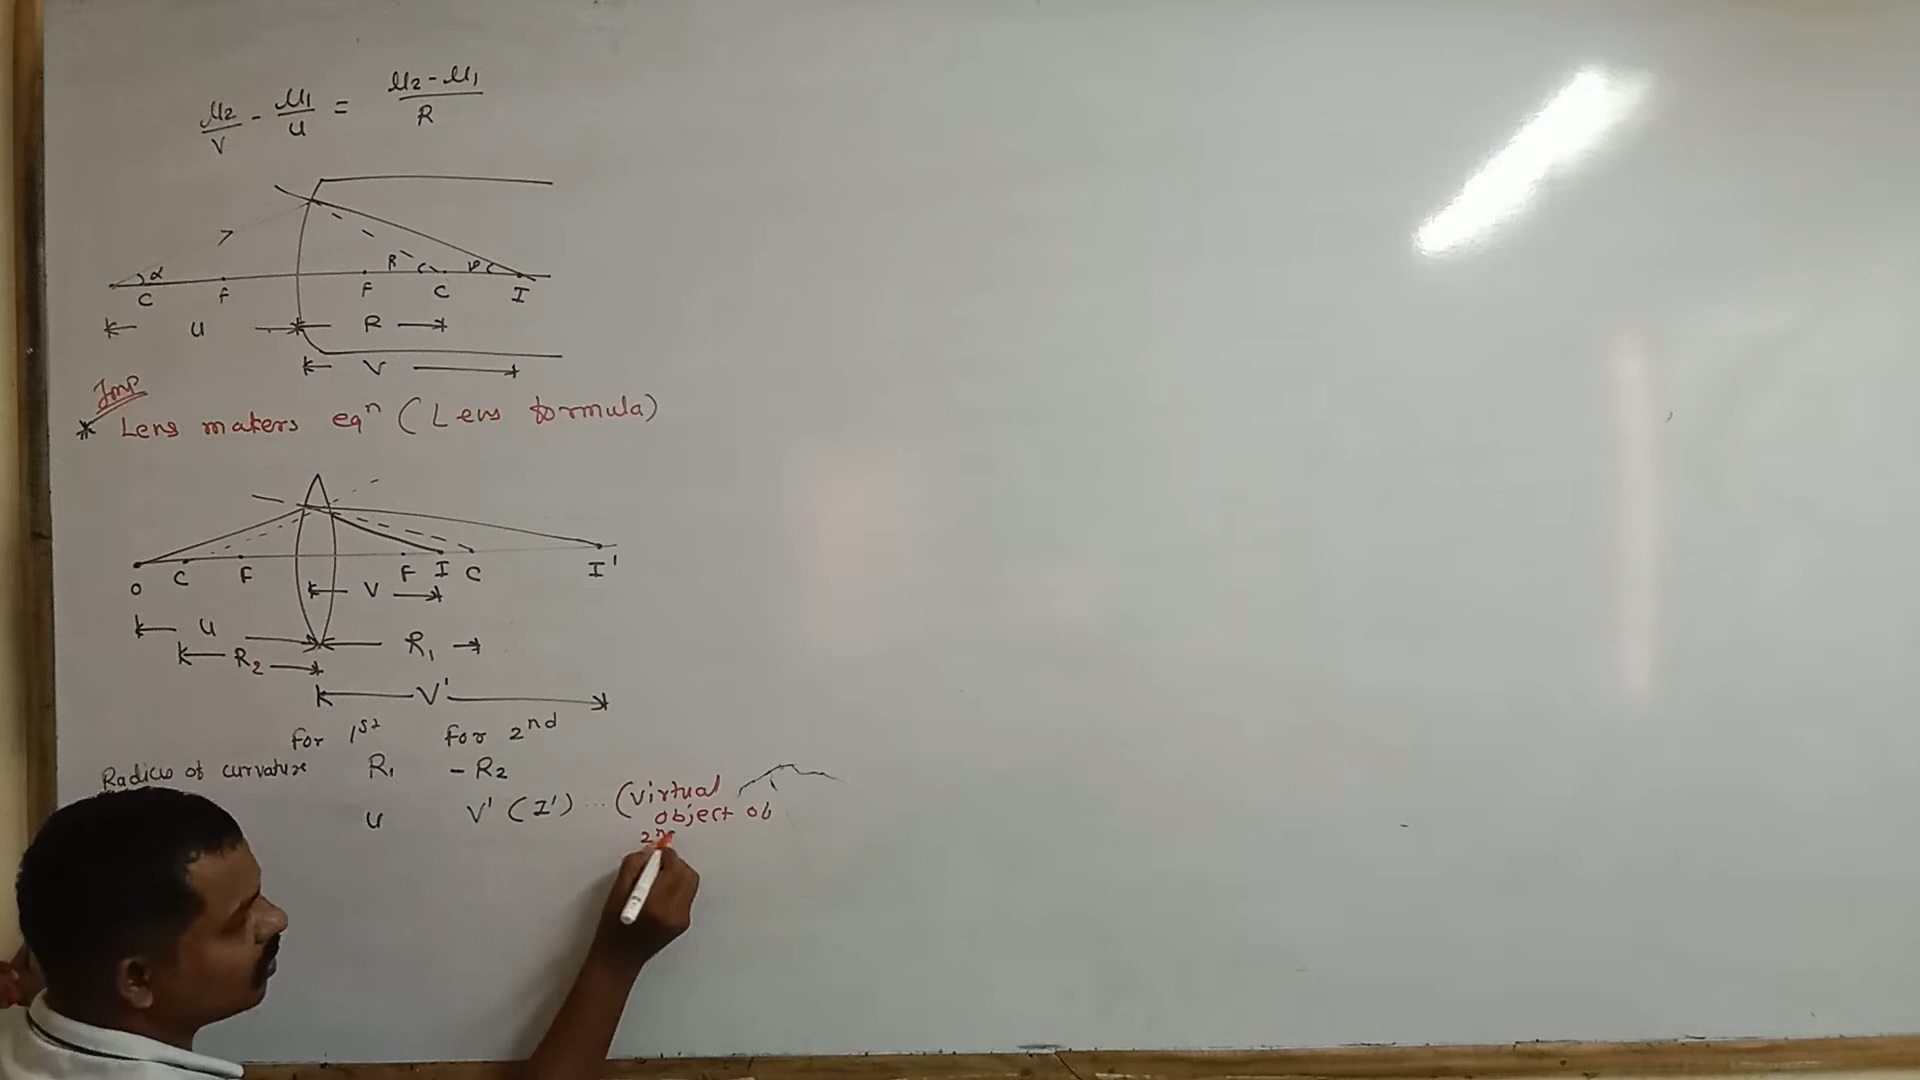 μ2/V - μ1/u = μ2 - μ1/R
α β γ
C F F C I
u R
V
Imp
* Lens makers eqn (Lens formula)
O C F F I C I'
V
u R1
R2
V'
for 1st for 2nd
Radius of curvature R1 - R2
u V' (I') ... (virtual
object of
2n